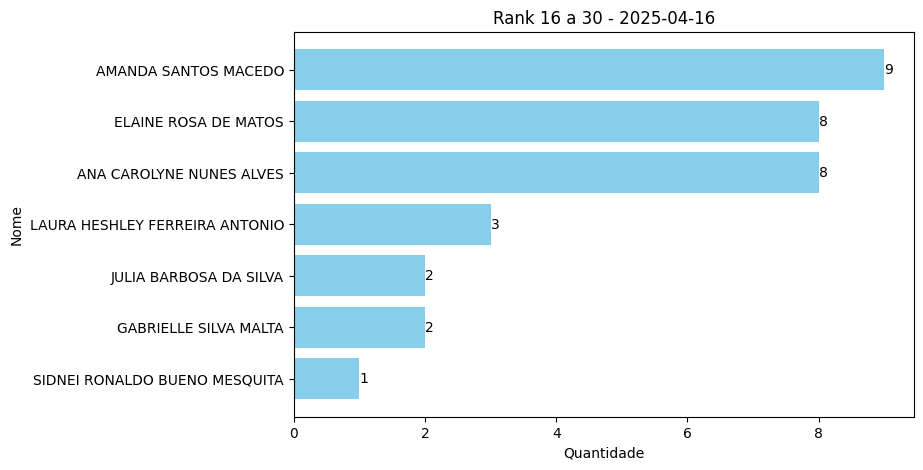 Rank 16 a 30 - 2025-04-16
AMANDA SANTOS MACEDO 9
ELAINE ROSA DE MATOS 8
ANA CAROLYNE NUNES ALVES 8
LAURA HESHLEY FERREIRA ANTONIO 3
JULIA BARBOSA DA SILVA 2
GABRIELLE SILVA MALTA 2
SIDNEI RONALDO BUENO MESQUITA 1
Nome
0 2 4 6 8
Quantidade